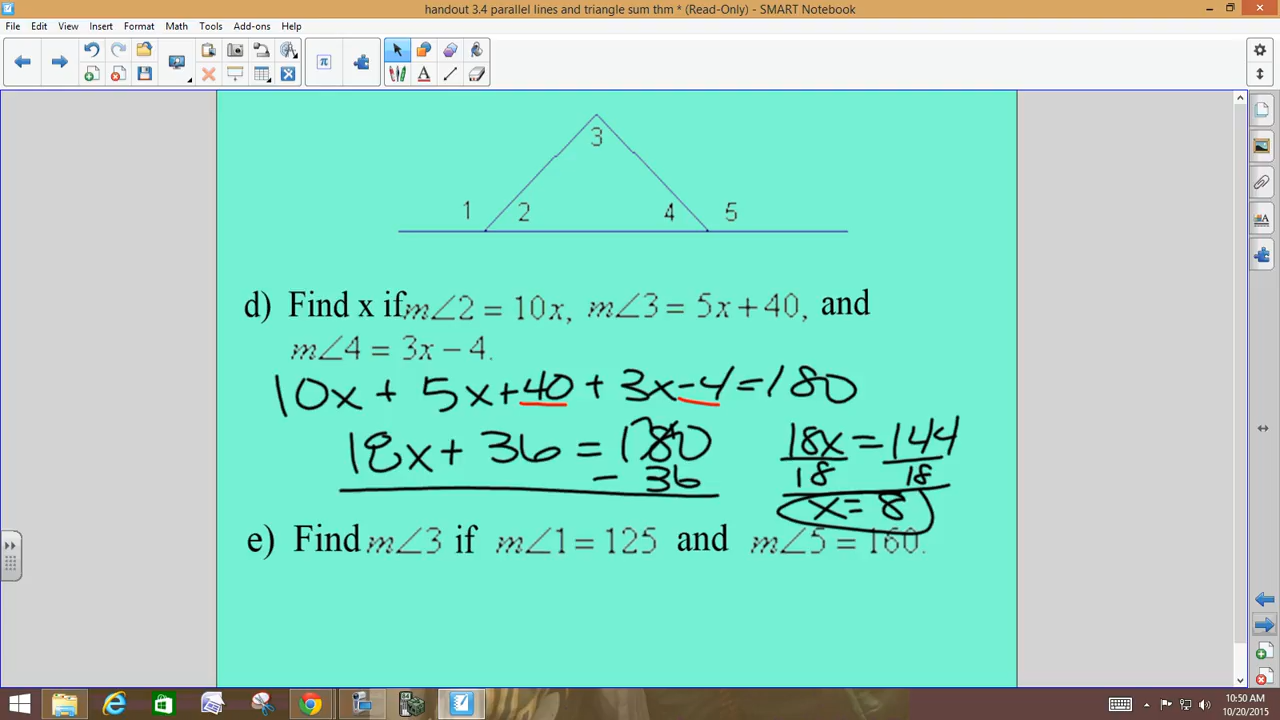 handout 3.4 parallel lines and triangle sum thm * (Read-Only) - SMART Notebook
File Edit View Insert Format Math Tools Add-ons Help
3
1 2 4 5
d) Find x if m∠2 = 10x, m∠3 = 5x + 40, and
m∠4 = 3x - 4.
10x + 5x + 40 + 3x - 4 = 180
18x + 36 = 180
- 36
18x = 144
18 18
x = 8
e) Find m∠3 if m∠1 = 125 and m∠5 = 160.
10:50 AM
10/20/2015